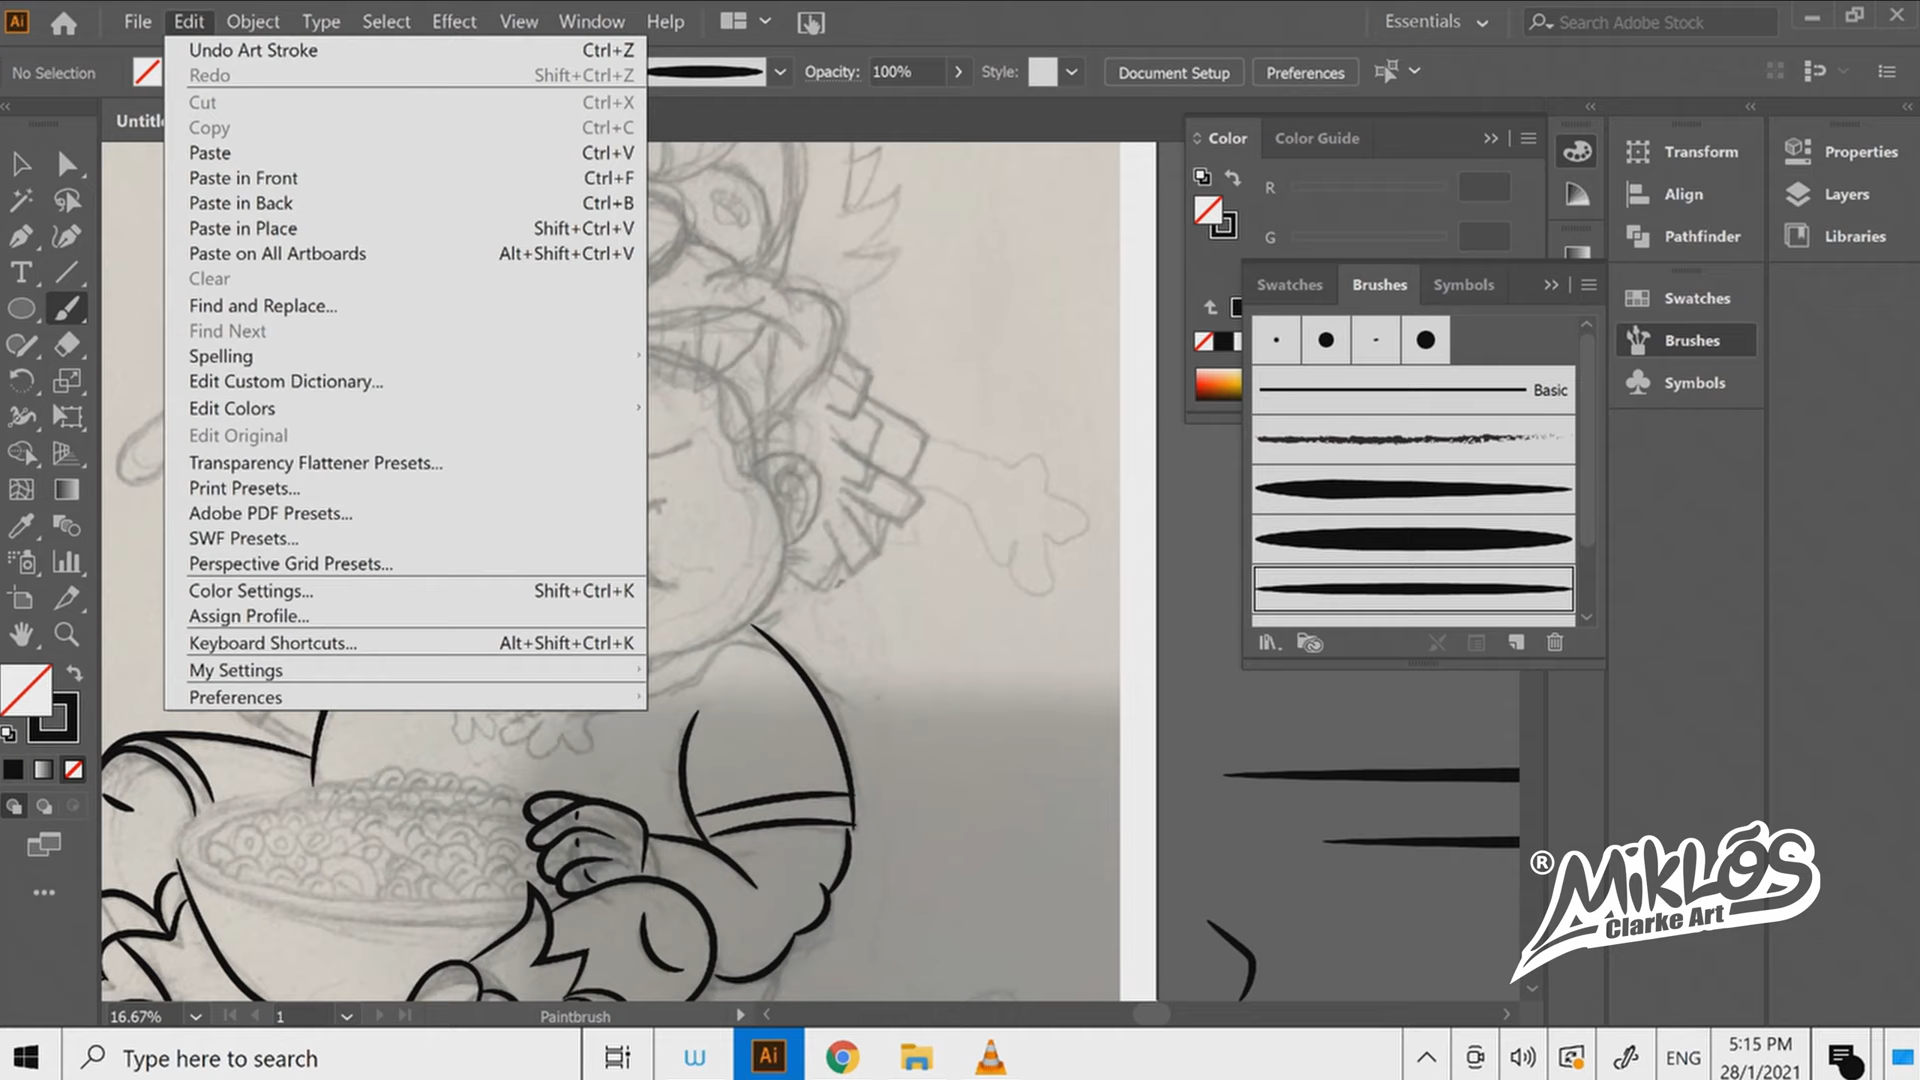 Ai File Edit Object Type Select Effect View Window Help Essentials Search Adobe Stock
No Selection Opacity: 100% Style: Document Setup Preferences
Undo Art Stroke Ctrl+Z
Redo Shift+Ctrl+Z
Cut Ctrl+X
Copy Ctrl+C
Paste Ctrl+V
Paste in Front Ctrl+F
Paste in Back Ctrl+B
Paste in Place Shift+Ctrl+V
Paste on All Artboards Alt+Shift+Ctrl+V
Clear
Find and Replace...
Find Next
Spelling
Edit Custom Dictionary...
Edit Colors
Edit Original
Transparency Flattener Presets...
Print Presets...
Adobe PDF Presets...
SWF Presets...
Perspective Grid Presets...
Color Settings... Shift+Ctrl+K
Assign Profile...
Keyboard Shortcuts... Alt+Shift+Ctrl+K
My Settings
Preferences
Color Color Guide
R
G
Swatches Brushes Symbols
Basic
Transform
Align
Pathfinder
Swatches
Brushes
Symbols
Properties
Layers
Libraries
® MIKLÓS
Clarke Art
16.67% 1 Paintbrush
Type here to search Ai ENG 5:15 PM
28/1/2021